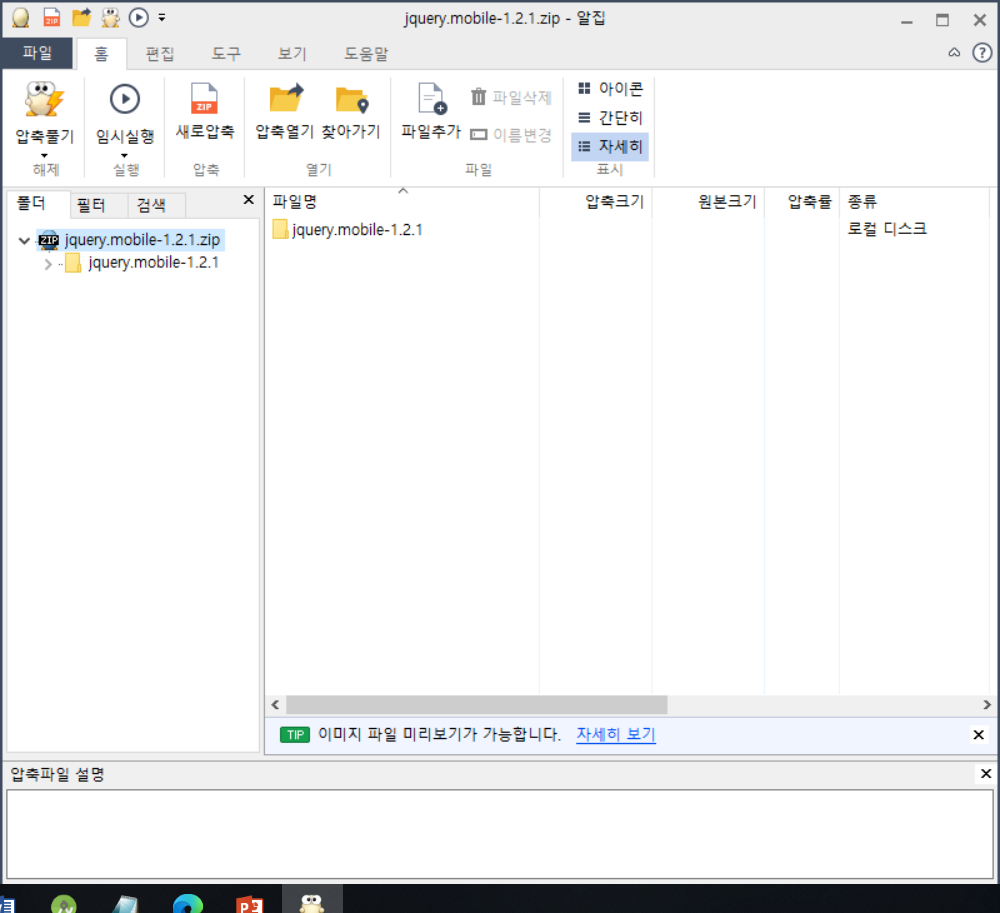 ZIP
jquery.mobile-1.2.1.zip - 알집
파일 홈 편집 도구 보기 도움말
압축풀기 임시실행 ZIP 새로압축 압축열기 찾아가기 파일추가 파일삭제 이름변경
아이콘
간단히
자세히
해제 실행 압축 열기 파일 표시
폴더 필터 검색
ZIP jquery.mobile-1.2.1.zip
jquery.mobile-1.2.1
파일명 압축크기 원본크기 압축률 종류
jquery.mobile-1.2.1 로컬 디스크
TIP 이미지 파일 미리보기가 가능합니다. 자세히 보기
압축파일 설명